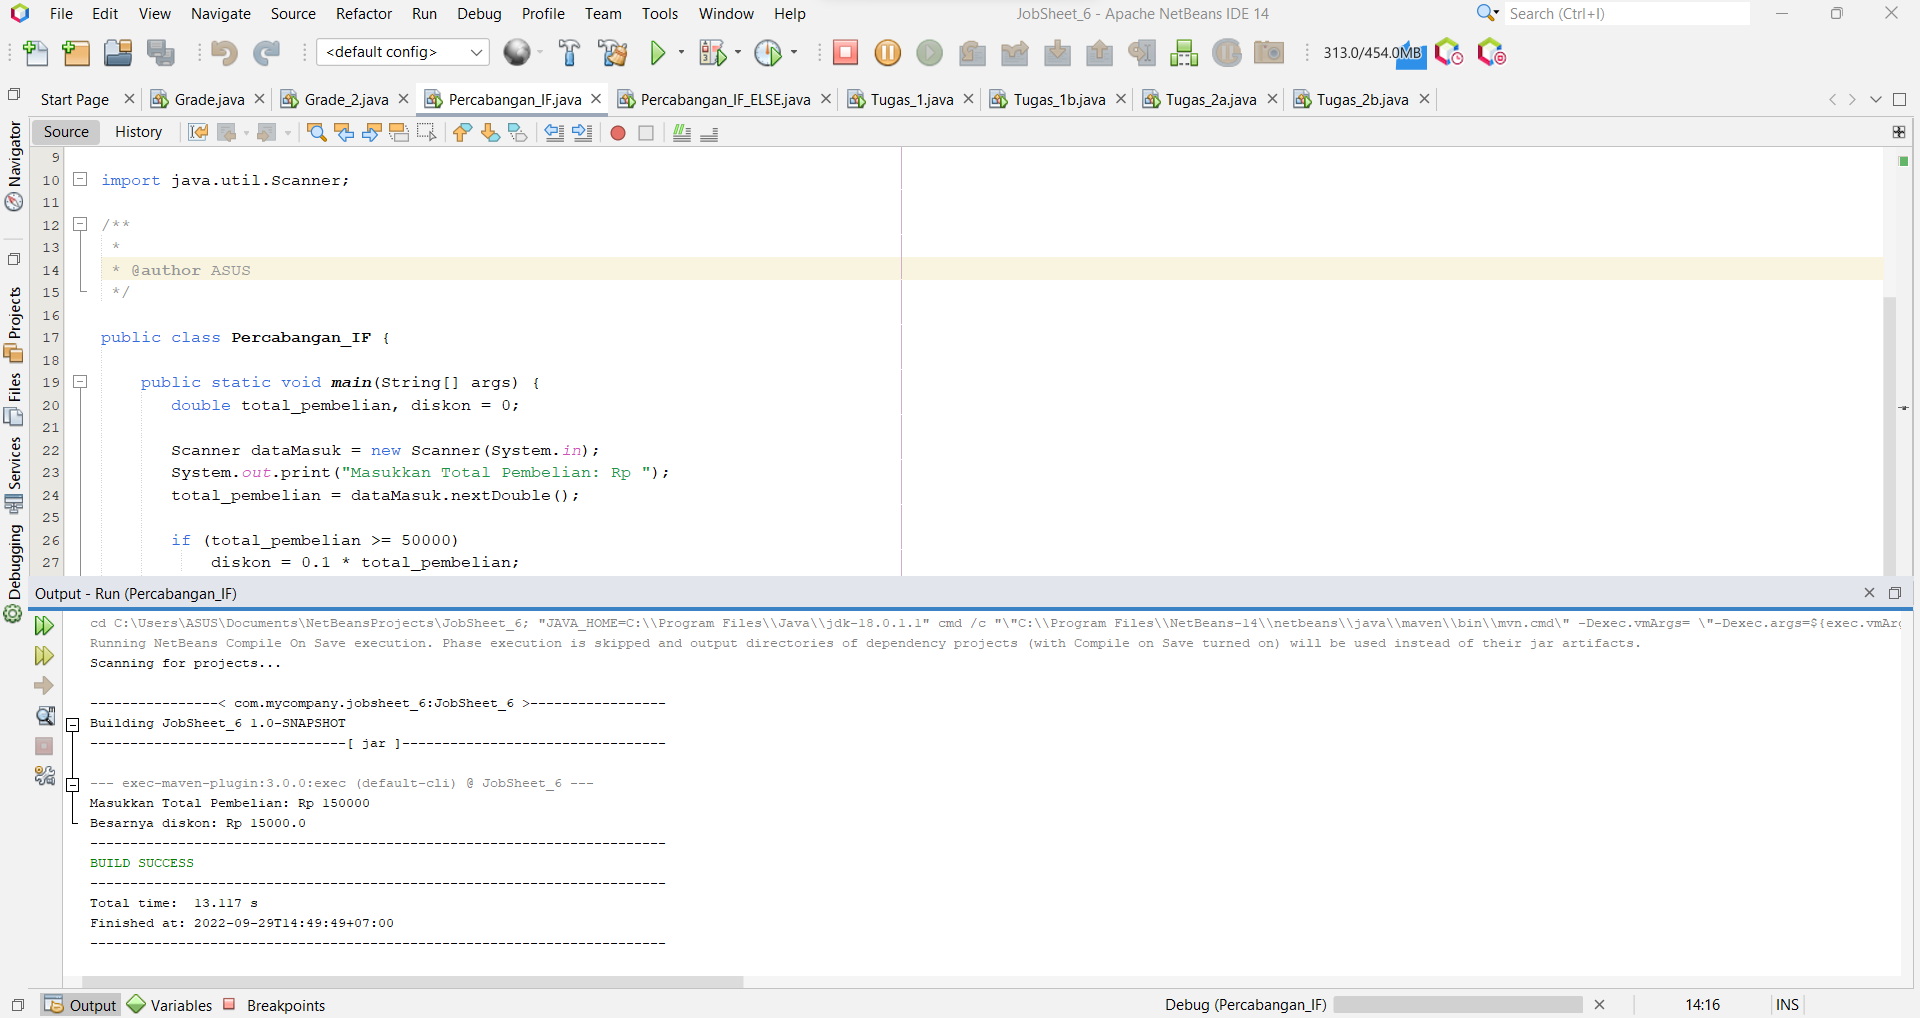 File Edit View Navigate Source Refactor Run Debug Profile Team Tools Window Help JobSheet_6 - Apache NetBeans IDE 14 Search (Ctrl+I)
<default config> 313.0/454.0MB
Start Page Grade.java Grade_2.java Percabangan_IF.java Percabangan_IF_ELSE.java Tugas_1.java Tugas_1b.java Tugas_2a.java Tugas_2b.java
Source History
Navigator
Projects
Files
Services
Debugging
9
10 import java.util.Scanner;
11
12 /**
13 *
14 * @author ASUS
15 */
16
17 public class Percabangan_IF {
18
19 public static void main(String[] args) {
20 double total_pembelian, diskon = 0;
21
22 Scanner dataMasuk = new Scanner(System.in);
23 System.out.print("Masukkan Total Pembelian: Rp ");
24 total_pembelian = dataMasuk.nextDouble();
25
26 if (total_pembelian >= 50000)
27 diskon = 0.1 * total_pembelian;
Output - Run (Percabangan_IF)
cd C:\Users\ASUS\Documents\NetBeansProjects\JobSheet_6; "JAVA_HOME=C:\\Program Files\\Java\\jdk-18.0.1.1" cmd /c "\"C:\\Program Files\\NetBeans-14\\netbeans\\java\\maven\\bin\\mvn.cmd\" -Dexec.vmArgs= \"-Dexec.args=${exec.vmArg
Running NetBeans Compile On Save execution. Phase execution is skipped and output directories of dependency projects (with Compile on Save turned on) will be used instead of their jar artifacts.
Scanning for projects...
----------------< com.mycompany.jobsheet_6:JobSheet_6 >-----------------
Building JobSheet_6 1.0-SNAPSHOT
--------------------------------[ jar ]---------------------------------
--- exec-maven-plugin:3.0.0:exec (default-cli) @ JobSheet_6 ---
Masukkan Total Pembelian: Rp 150000
Besarnya diskon: Rp 15000.0
------------------------------------------------------------------------
BUILD SUCCESS
------------------------------------------------------------------------
Total time:  13.117 s
Finished at: 2022-09-29T14:49:49+07:00
------------------------------------------------------------------------
Output Variables Breakpoints Debug (Percabangan_IF) 14:16 INS